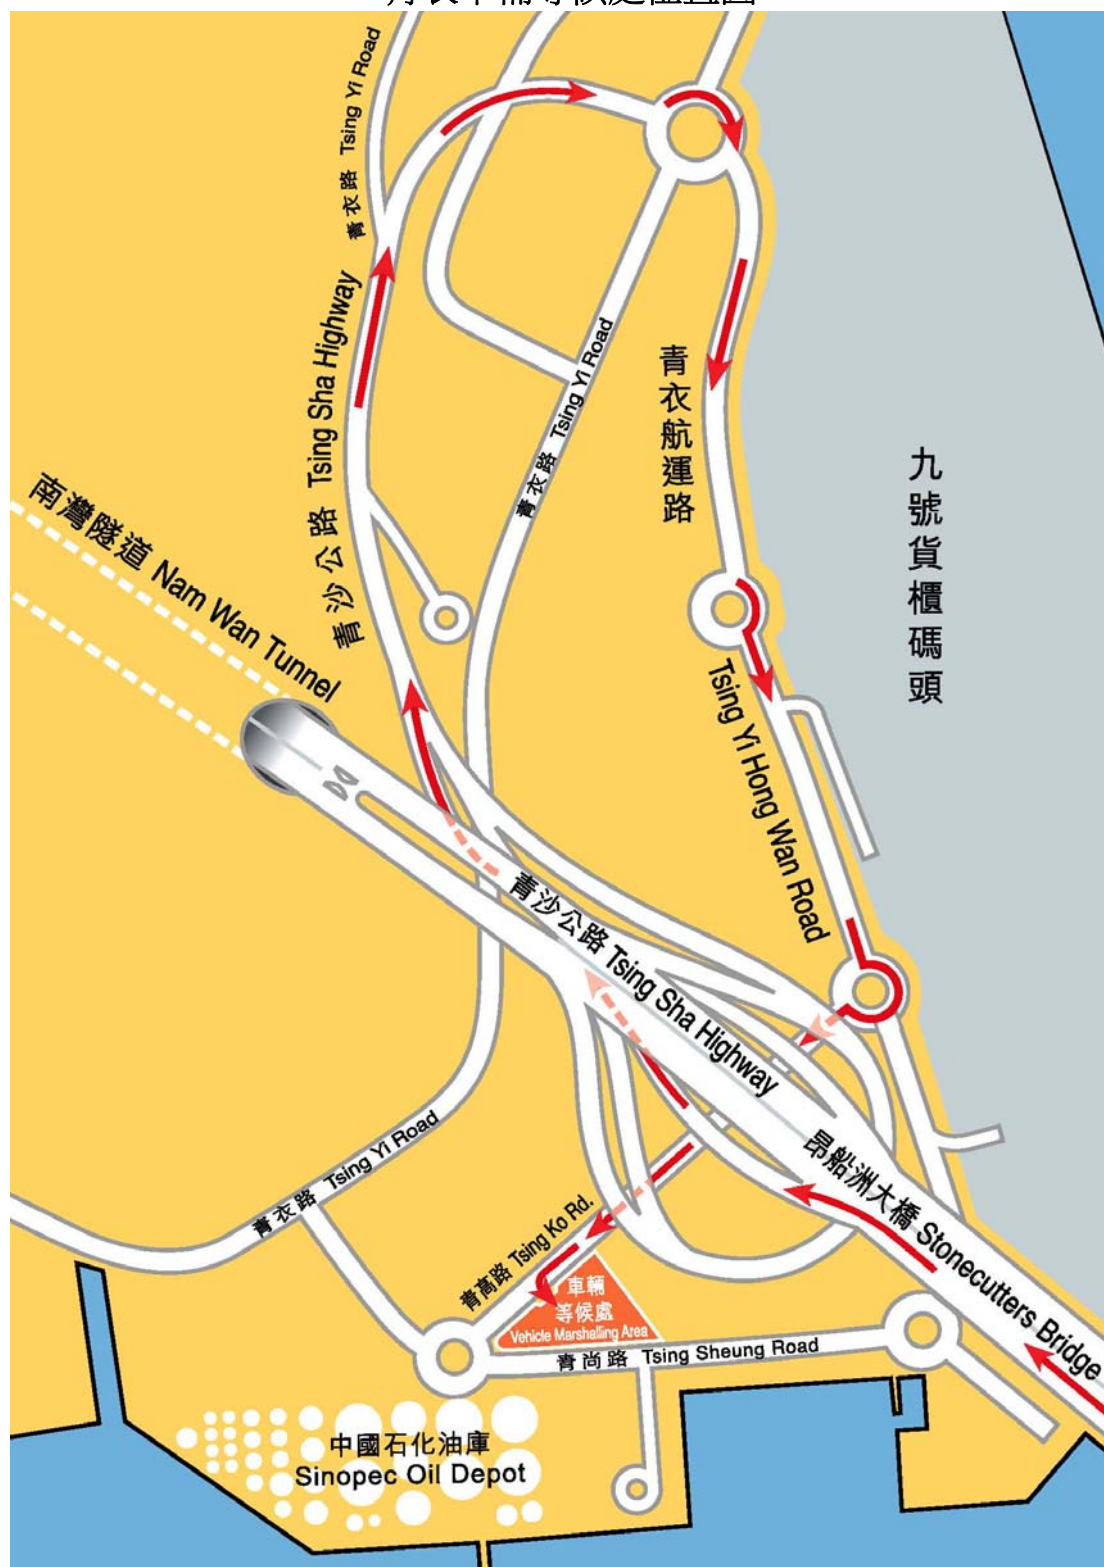 青衣路 Tsing Yi Road
青沙公路 Tsing Sha Highway
青衣路 Tsing Yi Road
青衣航運路
九號貨櫃碼頭
南灣隧道 Nam Wan Tunnel
Tsing Yi Hong Wan Road
青沙公路 Tsing Sha Highway
昂船洲大橋 Stonecutters Bridge
青衣路 Tsing Yi Road
青高路 Tsing Ko Rd.
車輛
等候處
Vehicle Marshalling Area
青尚路 Tsing Sheung Road
中國石化油庫
Sinopec Oil Depot